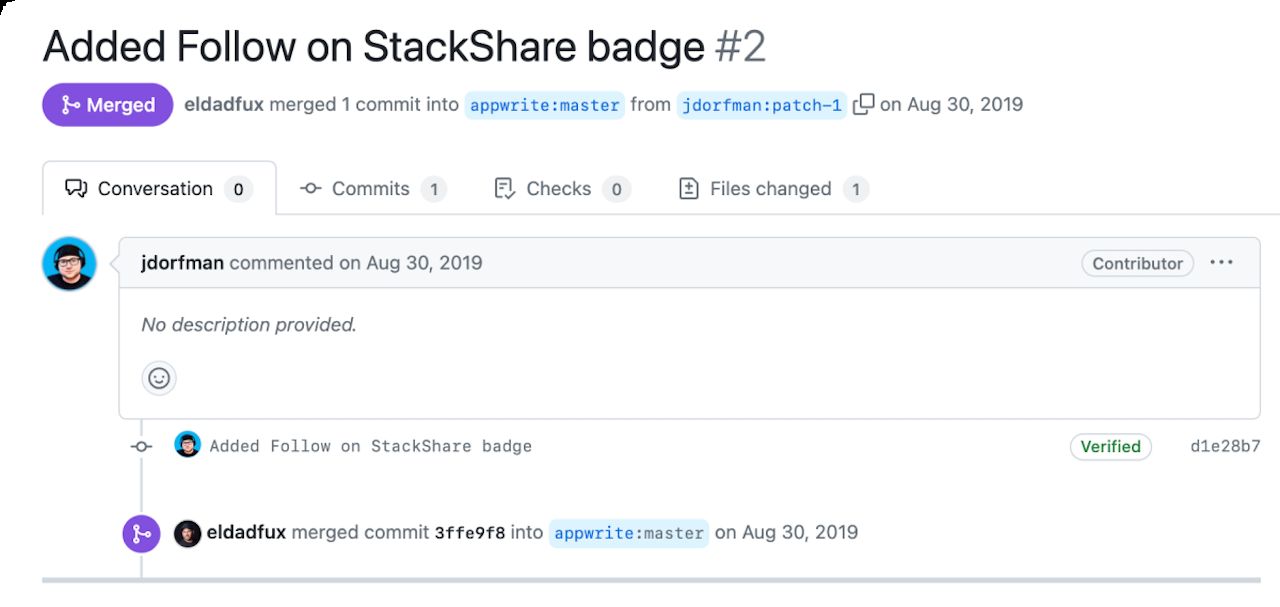 Added Follow on StackShare badge #2
Merged eldadfux merged 1 commit into appwrite:master from jdorfman:patch-1 on Aug 30, 2019
Conversation 0 Commits 1 Checks 0 Files changed 1
jdorfman commented on Aug 30, 2019 Contributor
No description provided.
Added Follow on StackShare badge Verified d1e28b7
eldadfux merged commit 3ffe9f8 into appwrite:master on Aug 30, 2019